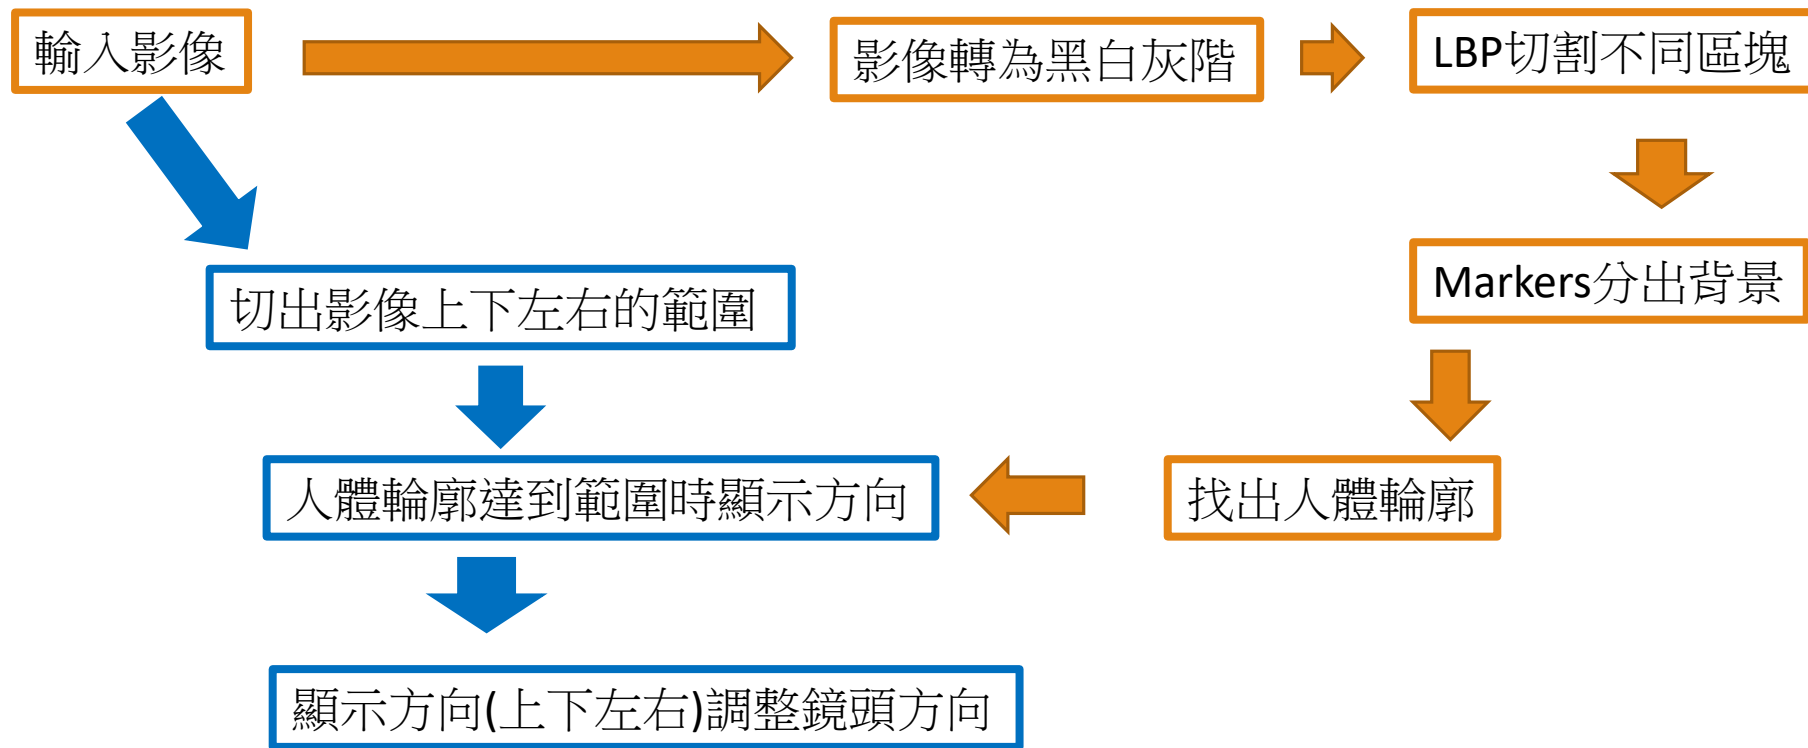 輸入影像
影像轉為黑白灰階
LBP切割不同區塊
切出影像上下左右的範圍
Markers分出背景
人體輪廓達到範圍時顯示方向
找出人體輪廓
顯示方向(上下左右)調整鏡頭方向